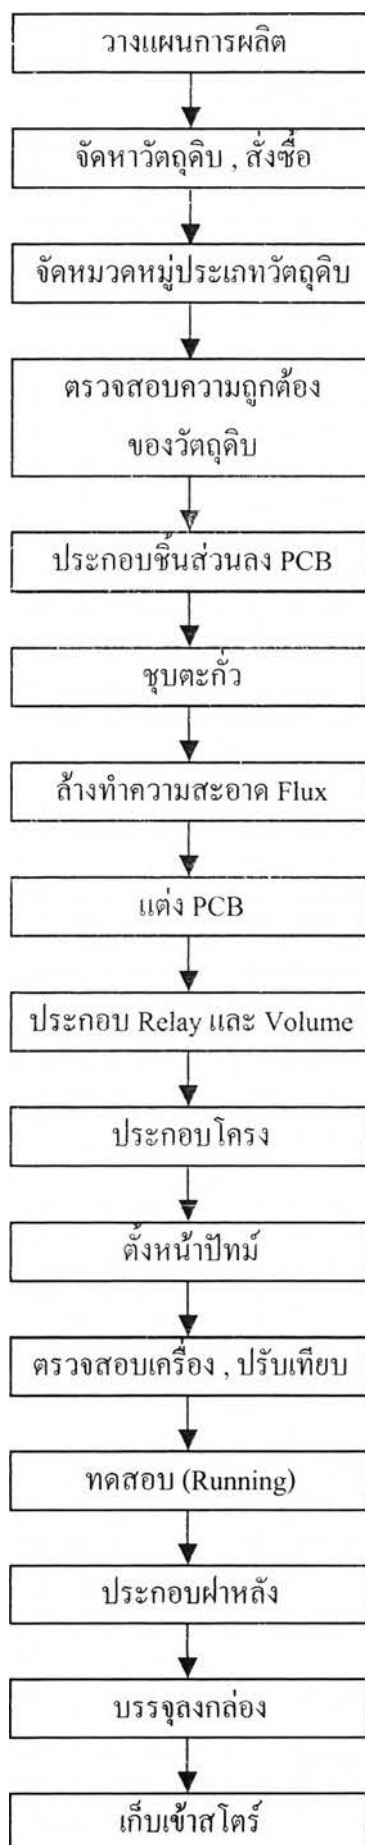 วางแผนการผลิต
จัดหาวัตถุดิบ , สั่งซื้อ
จัดหมวดหมู่ประเภทวัตถุดิบ
ตรวจสอบความถูกต้อง
ของวัตถุดิบ
ประกอบชิ้นส่วนลง PCB
ชุบตะกั่ว
ล้างทำความสะอาด Flux
แต่ง PCB
ประกอบ Relay และ Volume
ประกอบโครง
ตั้งหน้าปัทม์
ตรวจสอบเครื่อง , ปรับเทียบ
ทดสอบ (Running)
ประกอบฝาหลัง
บรรจุลงกล่อง
เก็บเข้าสโตร์